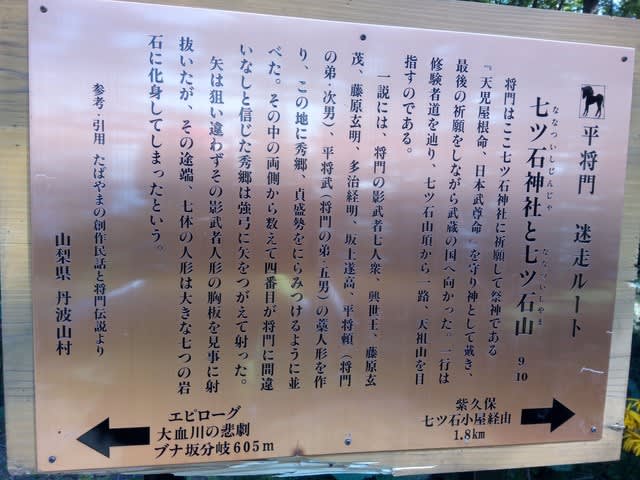 平将門 迷走ルート
七ツ石神社と七ツ石山
ななついしじんじゃ
ななついしやま
9/10
将門はここ七ツ石神社に祈願して祭神である
『天児屋根命、日本武尊命』を守り神として戴き、
最後の祈願をしながら武蔵の国へ向かった。一行は
修験者道を辿り、七ツ石山頂から一路、天祖山を目
指すのである。
一説には、将門の影武者七人衆、興世王、藤原玄
茂、藤原玄明、多治経明、坂上遂高、平将頼(将門
の弟・次男)、平将武(将門の弟・五男)の藁人形を作
り、この地に秀郷、貞盛勢をにらみつけるように並
べた。その中の両側から数えて四番目が将門に間違
いなしと信じた秀郷は強弓に矢をつがえて射った。
矢は狙い違わずその影武者人形の胸板を見事に射
抜いたが、その途端、七体の人形は大きな七つの岩
石に化身してしまったという。
参考・引用 たばやまの創作民話と将門伝説より
山梨県 丹波山村
紫久保
七ツ石小屋経由
1.8km
エピローグ
大血川の悲劇
ブナ坂分岐605m